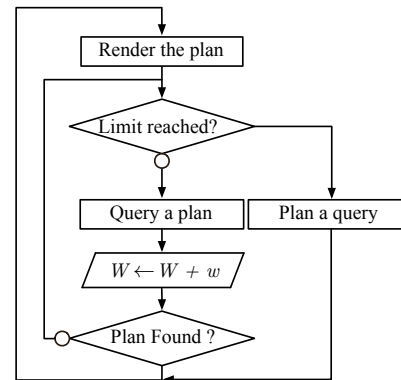 Render the plan
Limit reached?
Query a plan
Plan a query
W ← W + w
Plan Found ?